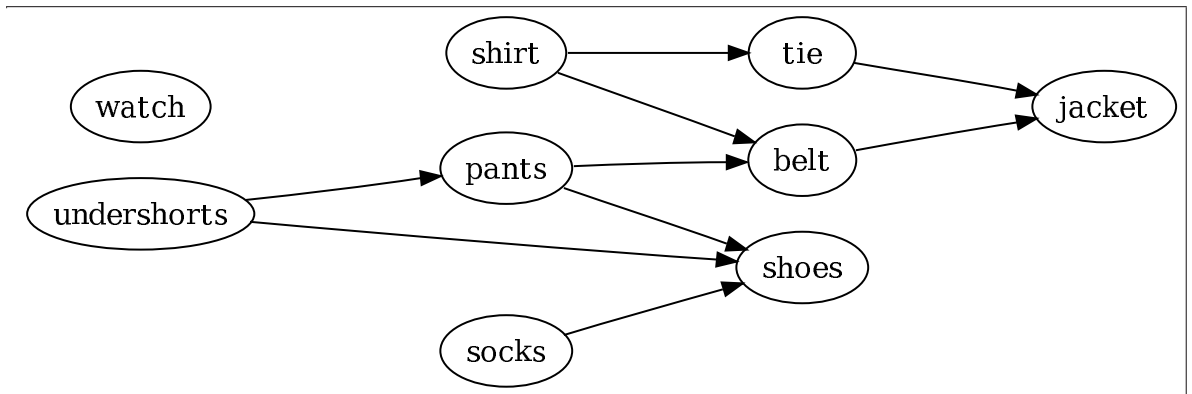 shirt
tie
watch
jacket
pants
belt
undershorts
shoes
socks